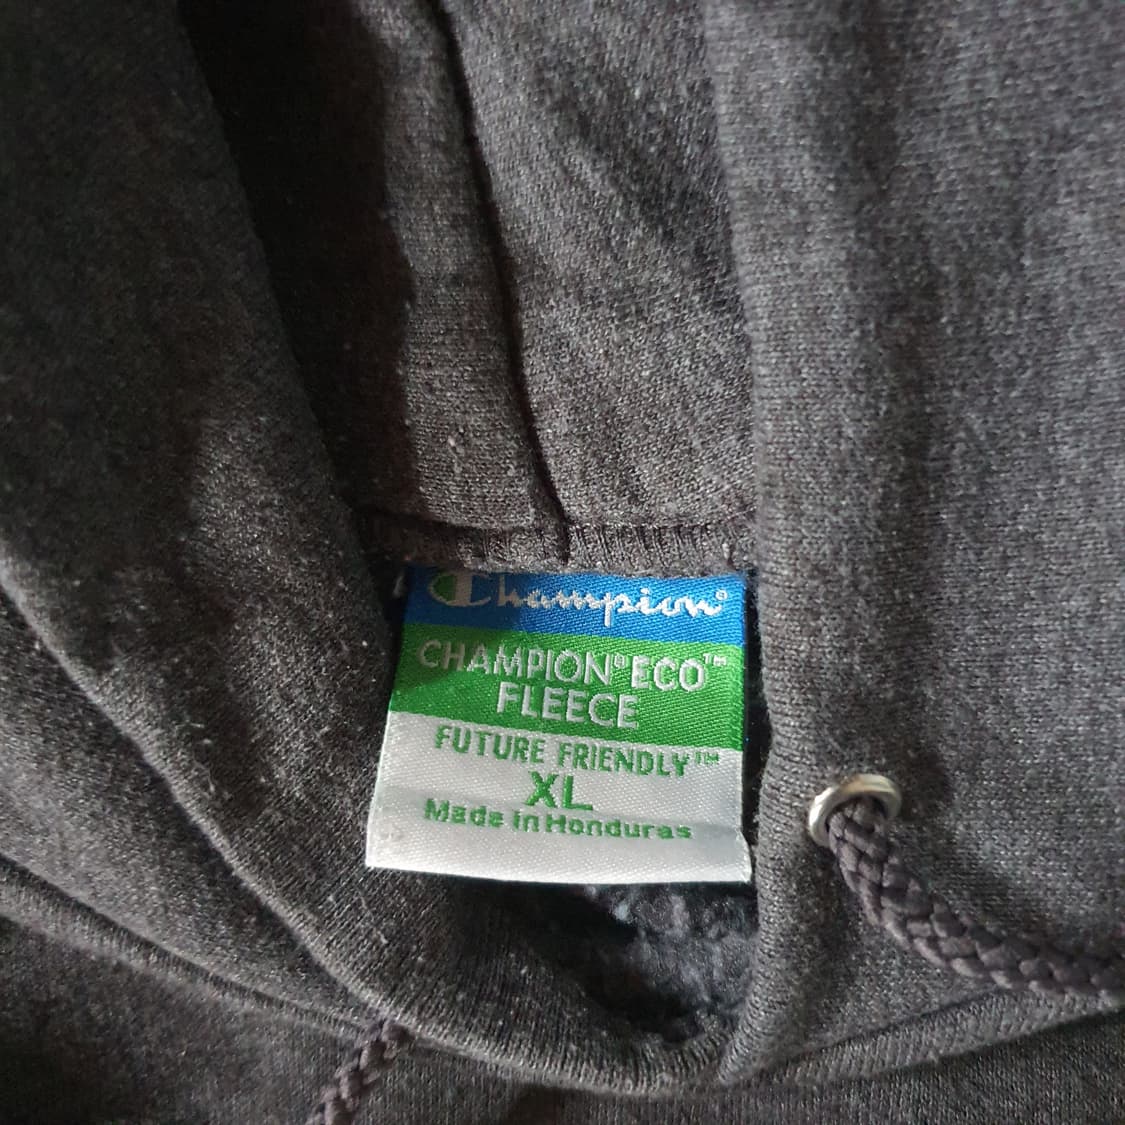 Champion®
CHAMPION® ECO™
FLEECE
FUTURE FRIENDLY™
XL
Made in Honduras